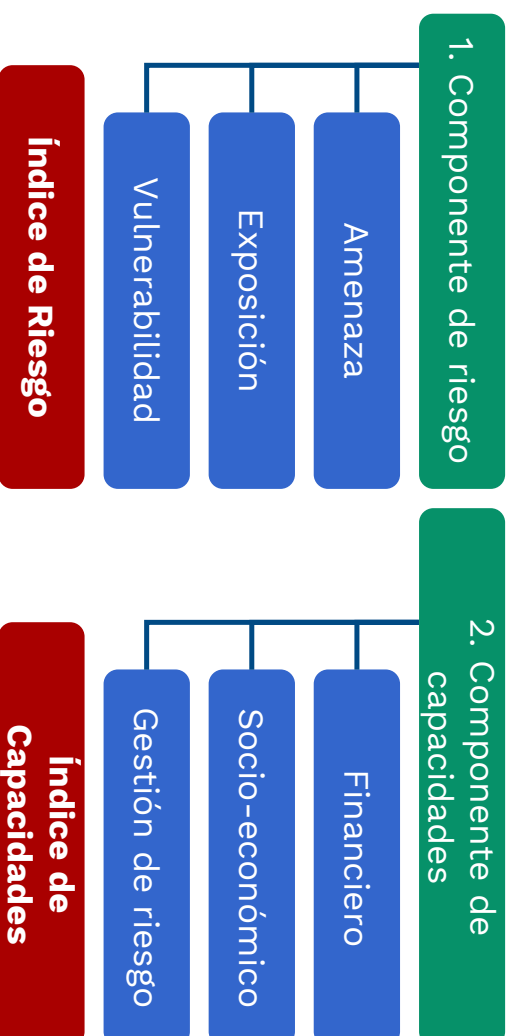 1. Componente de riesgo
Amenaza
Exposición
Vulnerabilidad
Índice de Riesgo
2. Componente de
capacidades
Financiero
Socio-económico
Gestión de riesgo
Índice de
Capacidades